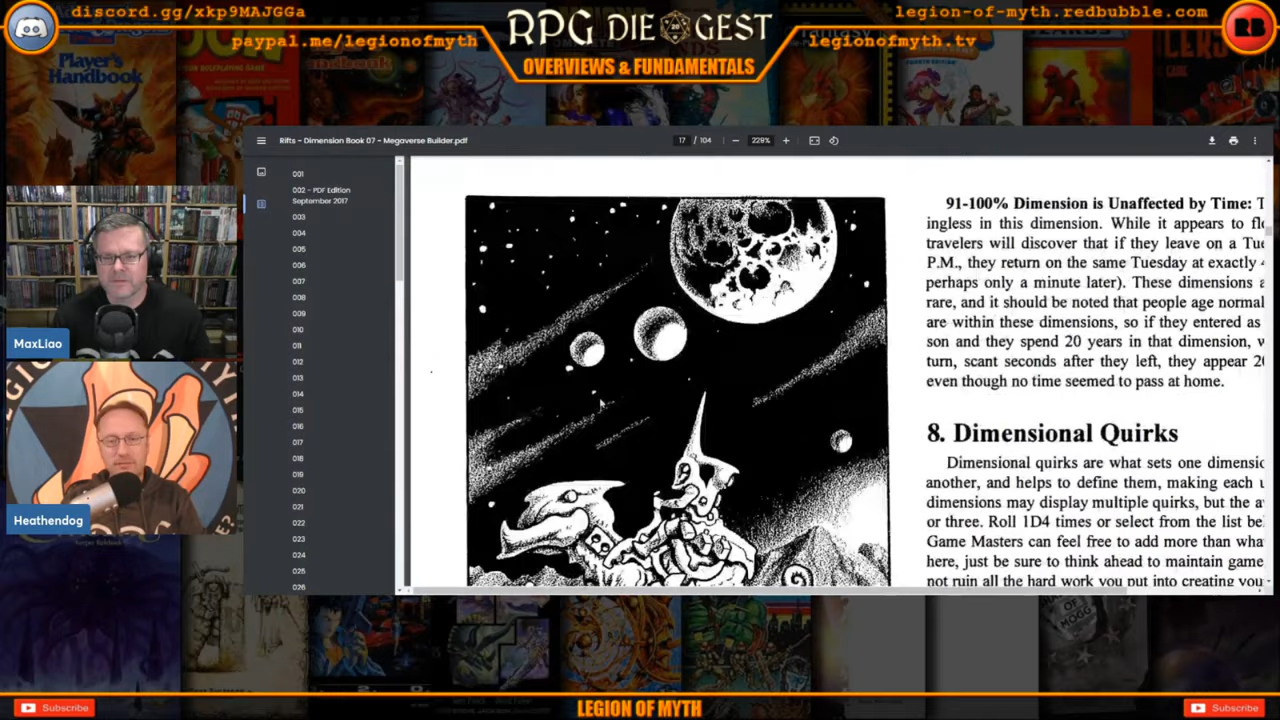 discord.gg/xkp9MAJGGa
paypal.me/legionofmyth
RPG DIE GEST
OVERVIEWS & FUNDAMENTALS
legion-of-myth.redbubble.com
legionofmyth.tv
Player's
Handbook
Rifts - Dimension Book 07 - Megaverse Builder.pdf
17 / 104
229%
001
002 - PDF Edition
September 2017
003
004
005
006
007
008
009
010
011
012
013
014
015
016
017
018
019
020
021
022
023
024
025
026
91-100% Dimension is Unaffected by Time: T
ingless in this dimension. While it appears to fl
travelers will discover that if they leave on a Tue
P.M., they return on the same Tuesday at exactly
perhaps only a minute later). These dimensions a
rare, and it should be noted that people age normal
are within these dimensions, so if they entered as
son and they spend 20 years in that dimension, w
turn, scant seconds after they left, they appear 20
even though no time seemed to pass at home.
8. Dimensional Quirks
Dimensional quirks are what sets one dimensio
another, and helps to define them, making each u
dimensions may display multiple quirks, but the a
or three. Roll 1D4 times or select from the list be
Game Masters can feel free to add more than wha
here, just be sure to think ahead to maintain game
not ruin all the hard work you put into creating you
MaxLiao
Heathendog
Subscribe
LEGION OF MYTH
Subscribe